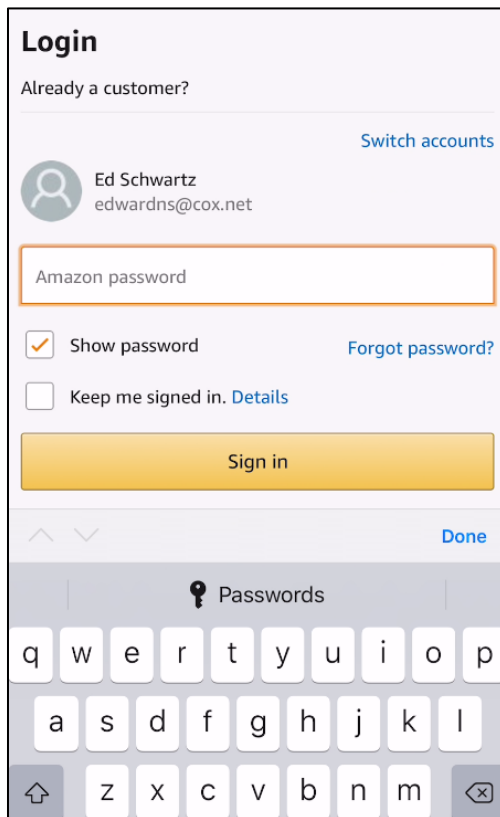 Login
Already a customer?
Switch accounts
Ed Schwartz
edwardns@cox.net
Amazon password
Show password
Forgot password?
Keep me signed in. Details
Sign in
Done
Passwords
q w e r t y u i o p
a s d f g h j k l
z x c v b n m